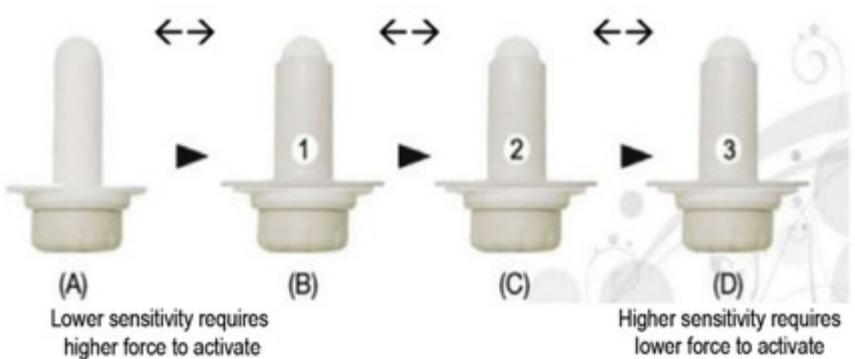 1
2
3
(A)
(B)
(C)
(D)
Lower sensitivity requires
higher force to activate
Higher sensitivity requires
lower force to activate